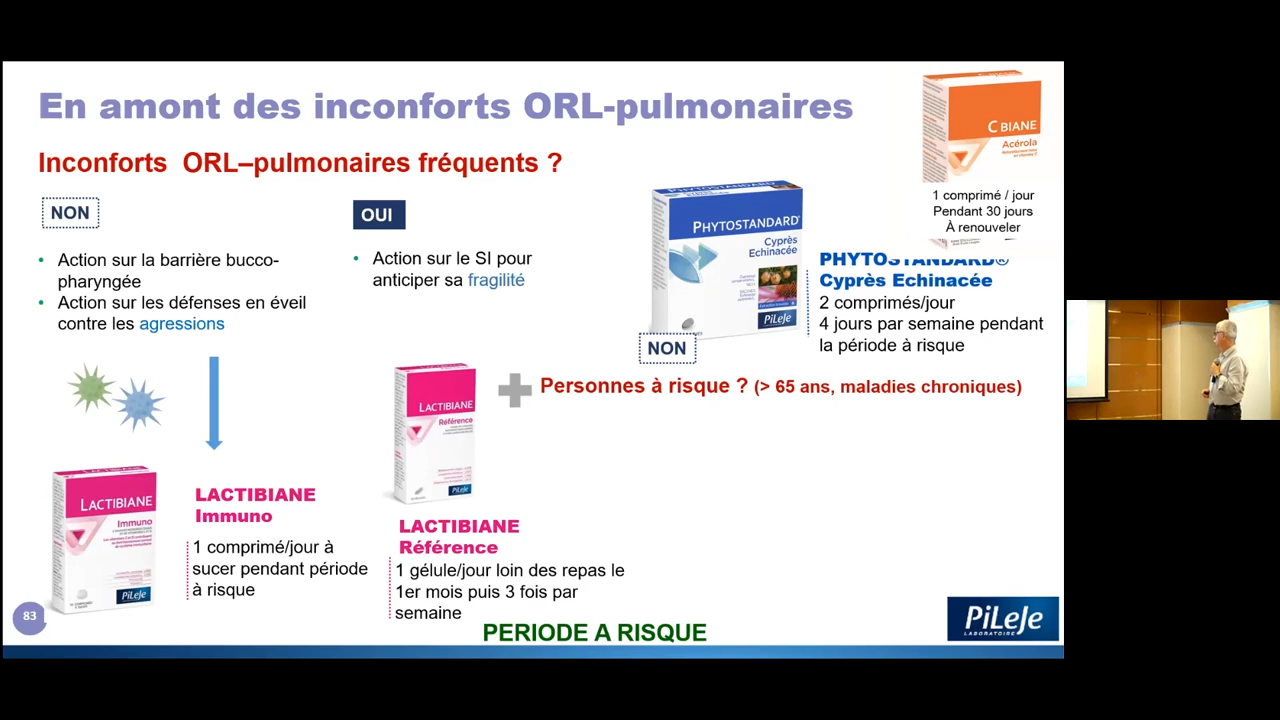 En amont des inconforts ORL-pulmonaires
Inconforts ORL–pulmonaires fréquents ?
NON
• Action sur la barrière bucco-
pharyngée
• Action sur les défenses en éveil
contre les agressions
LACTIBIANE
Immuno
PiLeJe
LACTIBIANE
Immuno
1 comprimé/jour à
sucer pendant période
à risque
OUI
• Action sur le SI pour
anticiper sa fragilité
LACTIBIANE
Référence
PiLeJe
LACTIBIANE
Référence
1 gélule/jour loin des repas le
1er mois puis 3 fois par
semaine
PHYTOSTANDARD®
Cyprès
Echinacée
PiLeJe
NON
Personnes à risque ? (> 65 ans, maladies chroniques)
C BIANE
Acérola
1 comprimé / jour
Pendant 30 jours
À renouveler
PHYTOSTANDARD®
Cyprès Echinacée
2 comprimés/jour
4 jours par semaine pendant
la période à risque
83
PERIODE A RISQUE
PiLeJe
LABORATOIRE